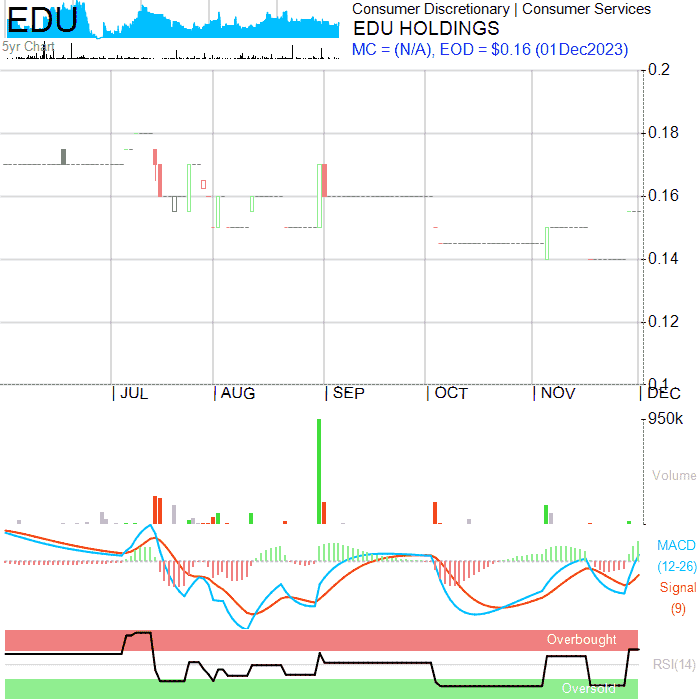 EDU
5yr Chart
Consumer Discretionary | Consumer Services
EDU HOLDINGS
MC = (N/A), EOD = $0.16 (01Dec2023)
0.2
0.18
0.16
0.14
0.12
0.1
JUL
AUG
SEP
OCT
NOV
DEC
950k
Volume
MACD
(12-26)
Signal
(9)
Overbought
RSI(14)
Oversold